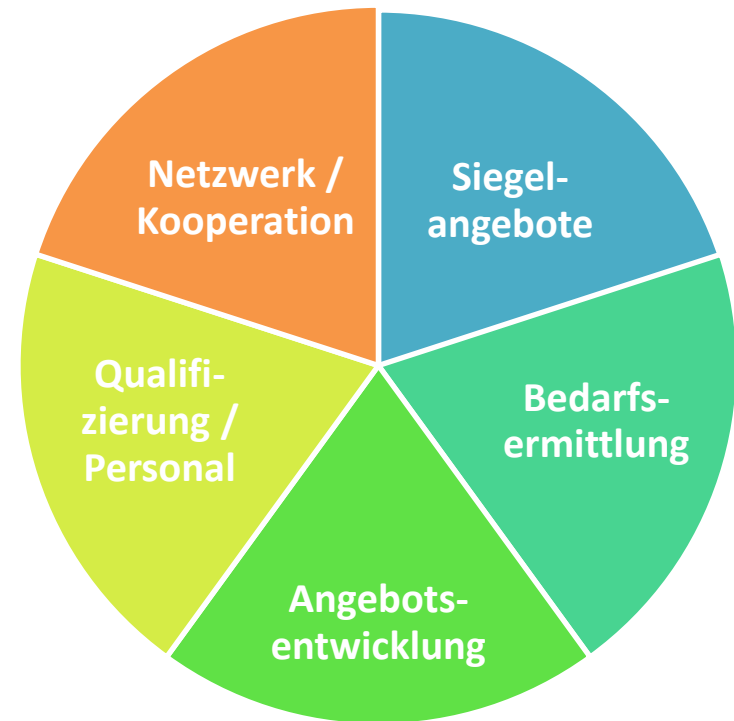 Netzwerk /
Kooperation
Siegel-
angebote
Bedarfs-
ermittlung
Angebots-
entwicklung
Qualifi-
zierung /
Personal